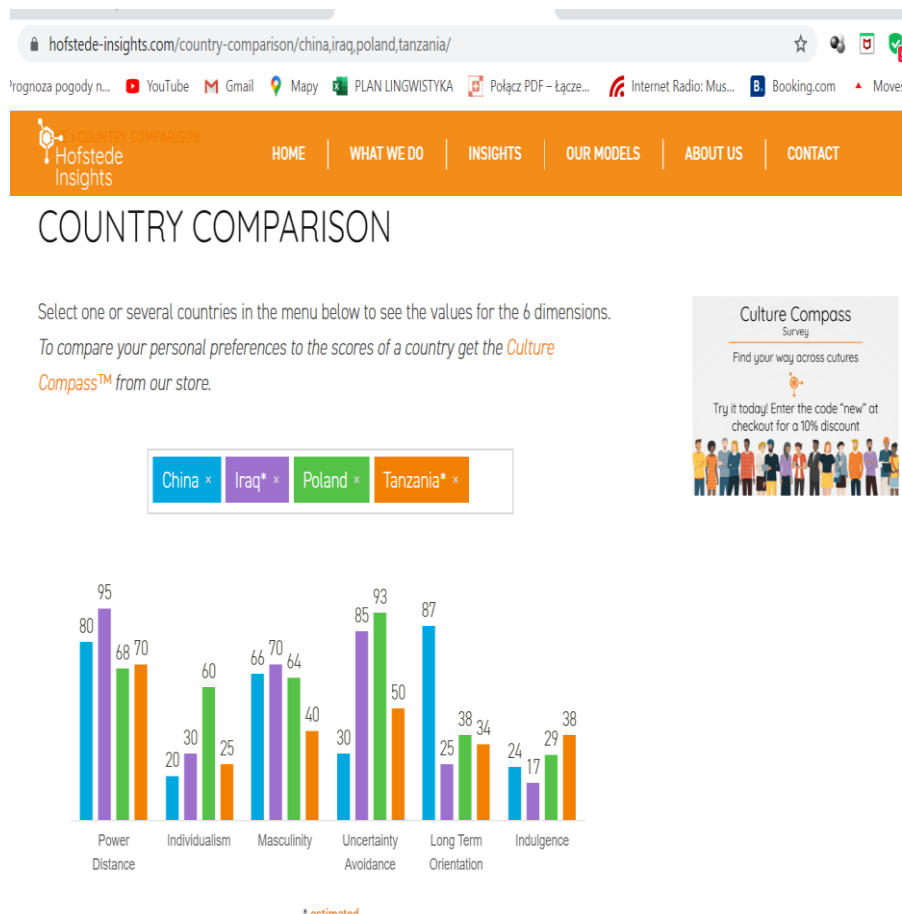 hofstede-insights.com/country-comparison/china,iraq,poland,tanzania/
Prognoza pogody n... YouTube Gmail Mapy PLAN LINGWISTYKA Połącz PDF – Łącze... Internet Radio: Mus... B. Booking.com Moves
COUNTRY COMPARISON
Hofstede
Insights
HOME WHAT WE DO INSIGHTS OUR MODELS ABOUT US CONTACT
COUNTRY COMPARISON
Select one or several countries in the menu below to see the values for the 6 dimensions.
To compare your personal preferences to the scores of a country get the Culture
Compass™ from our store.
Culture Compass
Survey
Find your way across cutures
Try it today! Enter the code "new" at
checkout for a 10% discount
China × Iraq* × Poland × Tanzania* ×
80 95 68 70
20 30 60 25
66 70 64 40
30 85 93 50
87 25 38 34
24 17 29 38
Power
Distance
Individualism
Masculinity
Uncertainty
Avoidance
Long Term
Orientation
Indulgence
* estimated